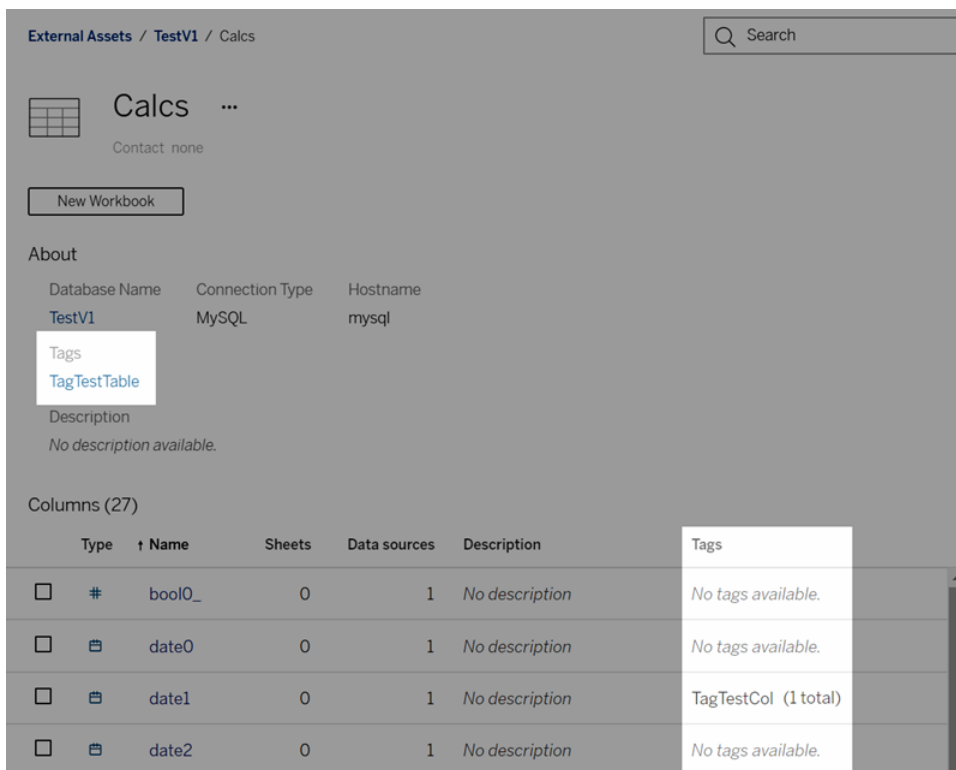 External Assets / TestV1 / Calcs
Search
Calcs ...
Contact none
New Workbook
About
Database Name Connection Type Hostname
TestV1 MySQL mysql
Tags
TagTestTable
Description
No description available.
Columns (27)
Type ↑ Name Sheets Data sources Description Tags
# bool0_ 0 1 No description No tags available.
date0 0 1 No description No tags available.
date1 0 1 No description TagTestCol (1 total)
date2 0 1 No description No tags available.